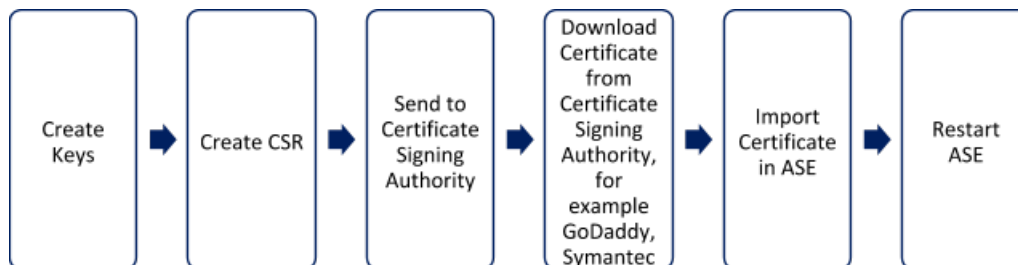 Create
Keys
Create CSR
Send to
Certificate
Signing
Authority
Download
Certificate
from
Certificate
Signing
Authority,
for
example
GoDaddy,
Symantec
Import
Certificate
in ASE
Restart
ASE